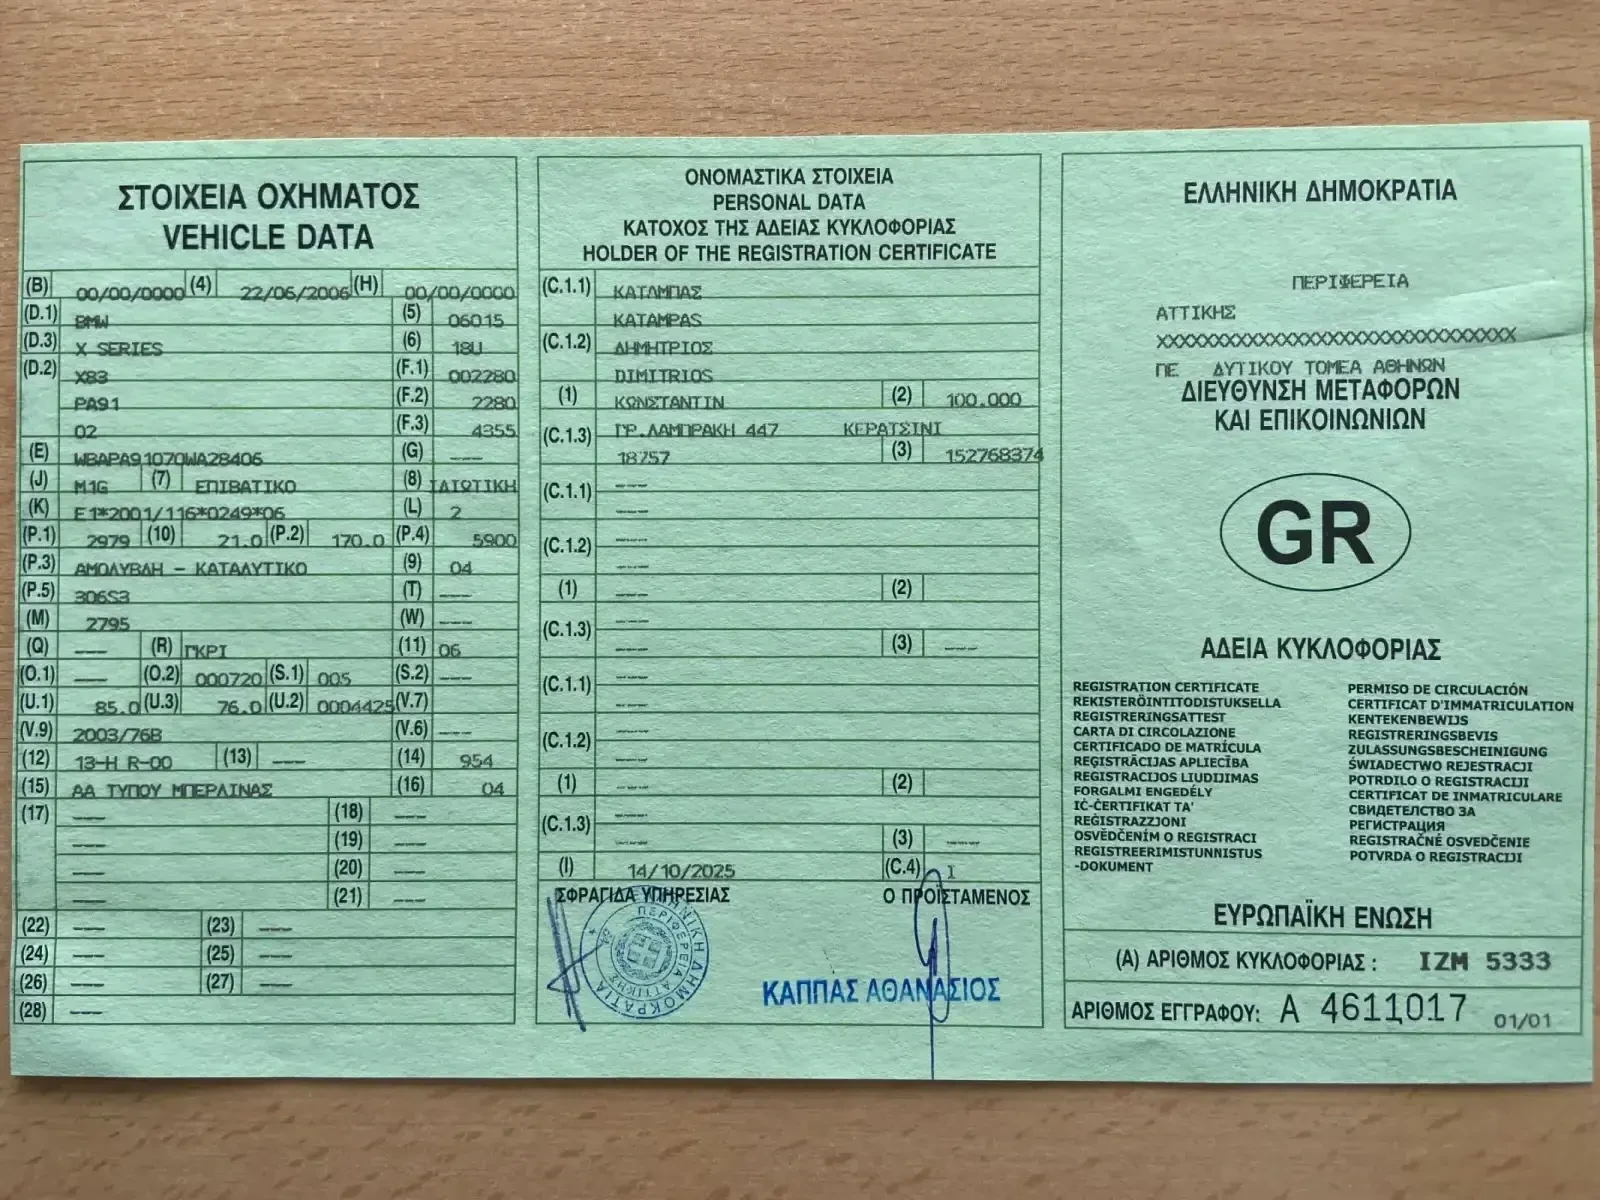 ΣΤΟΙΧΕΙΑ ΟΧΗΜΑΤΟΣ
VEHICLE DATA
(B) 00/00/0000 (4) 22/06/2006 (H) 00/00/0000
(D.1) BMW (5) 06015
(D.3) X SERIES (6) 18U
(D.2) X83 (F.1) 002280
PA91 (F.2) 2280
02 (F.3) 4355
(E) WBAPA91070WA28406 (G) ---
(J) M1G (7) ΕΠΙΒΑΤΙΚΟ (8) ΙΔΙΩΤΙΚΗ
(K) E1*2001/116*0249*06 (L) 2
(P.1) 2979 (10) 21.0 (P.2) 170.0 (P.4) 5900
(P.3) ΑΜΟΛΥΒΔΗ - ΚΑΤΑΛΥΤΙΚΟ (9) 04
(P.5) 306S3 (T) ---
(M) 2795 (W) ---
(Q) --- (R) ΓΚΡΙ (11) 06
(O.1) --- (O.2) 000720 (S.1) 005 (S.2) ---
(U.1) 85.0 (U.3) 76.0 (U.2) 0004425 (V.7)
(V.9) 2003/76B (V.6) ---
(12) 13-H R-00 (13) --- (14) 954
(15) ΑΑ ΤΥΠΟΥ ΜΠΕΡΛΙΝΑΣ (16) 04
(17) --- (18) ---
--- (19) ---
--- (20) ---
--- (21) ---
(22) --- (23) ---
(24) --- (25) ---
(26) --- (27) ---
(28) ---
ΟΝΟΜΑΣΤΙΚΑ ΣΤΟΙΧΕΙΑ
PERSONAL DATA
ΚΑΤΟΧΟΣ ΤΗΣ ΑΔΕΙΑΣ ΚΥΚΛΟΦΟΡΙΑΣ
HOLDER OF THE REGISTRATION CERTIFICATE
(C.1.1) ΚΑΤΑΜΠΑΣ
KATAMPAS
(C.1.2) ΔΗΜΗΤΡΙΟΣ
DIMITRIOS
(1) ΚΩΝΣΤΑΝΤΙΝ (2) 100.000
(C.1.3) ΓΡ.ΛΑΜΠΡΑΚΗ 447 ΚΕΡΑΤΣΙΝΙ
18757 (3) 152768374
(C.1.1) ---
---
(C.1.2) ---
---
(1) --- (2)
(C.1.3) ---
--- (3) ---
(C.1.1) ---
---
(C.1.2) ---
---
(1) --- (2)
(C.1.3) ---
--- (3) ---
(I) 14/10/2025 (C.4) I
ΣΦΡΑΓΙΔΑ ΥΠΗΡΕΣΙΑΣ Ο ΠΡΟΪΣΤΑΜΕΝΟΣ
ΕΛΛΗΝΙΚΗ ΔΗΜΟΚΡΑΤΙΑ
ΠΕΡΙΦΕΡΕΙΑ ΑΤΤΙΚΗΣ
ΚΑΠΠΑΣ ΑΘΑΝΑΣΙΟΣ
ΕΛΛΗΝΙΚΗ ΔΗΜΟΚΡΑΤΙΑ
ΠΕΡΙΦΕΡΕΙΑ
ΑΤΤΙΚΗΣ
XXXXXXXXXXXXXXXXXXXXXXXXXXXXXX
ΠΕ ΔΥΤΙΚΟΥ ΤΟΜΕΑ ΑΘΗΝΩΝ
ΔΙΕΥΘΥΝΣΗ ΜΕΤΑΦΟΡΩΝ
ΚΑΙ ΕΠΙΚΟΙΝΩΝΙΩΝ
GR
ΑΔΕΙΑ ΚΥΚΛΟΦΟΡΙΑΣ
REGISTRATION CERTIFICATE
REKISTERÖINTITODISTUKSELLA
REGISTRERINGSATTEST
CARTA DI CIRCOLAZIONE
CERTIFICADO DE MATRÍCULA
REĢISTRĀCIJAS APLIECĪBA
REGISTRACIJOS LIUDIJIMAS
FORGALMI ENGEDÉLY
IĊ-ĊERTIFIKAT TA'
REĠISTRAZZJONI
OSVĚDČENÍM O REGISTRACI
REGISTREERIMISTUNNISTUS
-DOKUMENT
PERMISO DE CIRCULACIÓN
CERTIFICAT D'IMMATRICULATION
KENTEKENBEWIJS
REGISTRERINGSBEVIS
ZULASSUNGSBESCHEINIGUNG
ŚWIADECTWO REJESTRACJI
POTRDILO O REGISTRACIJI
CERTIFICAT DE INMATRICULARE
СВИДЕТЕЛСТВО ЗА
РЕГИСТРАЦИЯ
REGISTRAČNÉ OSVEDČENIE
POTVRDA O REGISTRACIJI
ΕΥΡΩΠΑΪΚΗ ΕΝΩΣΗ
(A) ΑΡΙΘΜΟΣ ΚΥΚΛΟΦΟΡΙΑΣ : IZM 5333
ΑΡΙΘΜΟΣ ΕΓΓΡΑΦΟΥ: A 4611017 01/01